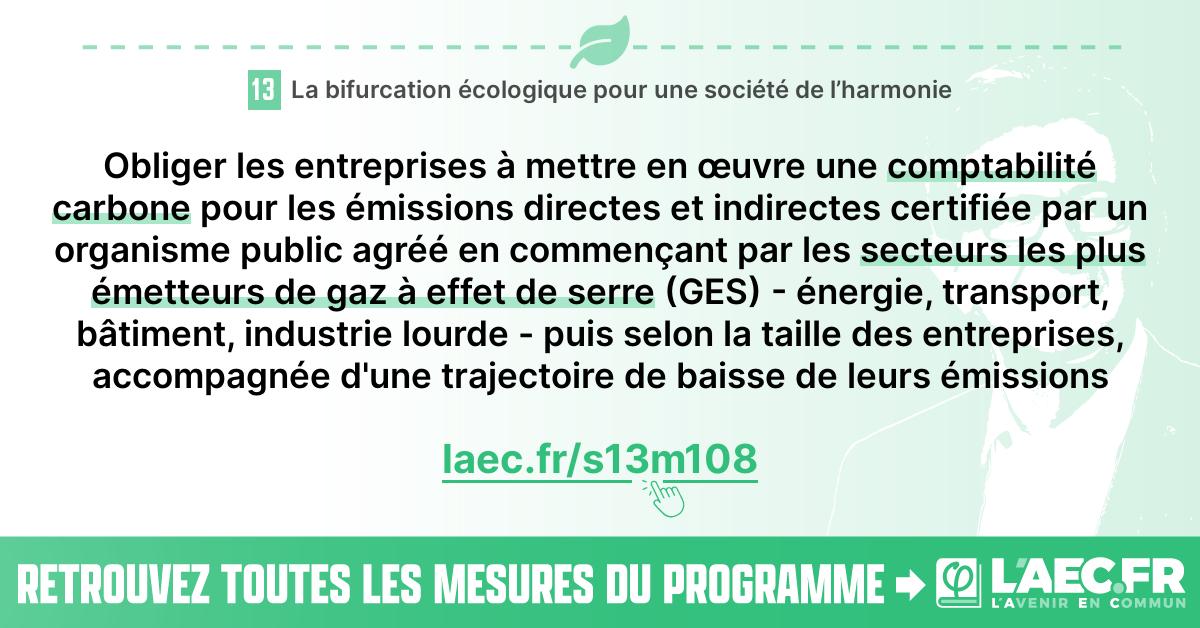 13 La bifurcation écologique pour une société de l’harmonie
Obliger les entreprises à mettre en œuvre une comptabilité
carbone pour les émissions directes et indirectes certifiée par un
organisme public agréé en commençant par les secteurs les plus
émetteurs de gaz à effet de serre (GES) - énergie, transport,
bâtiment, industrie lourde - puis selon la taille des entreprises,
accompagnée d'une trajectoire de baisse de leurs émissions
laec.fr/s13m108
RETROUVEZ TOUTES LES MESURES DU PROGRAMME
φ L'AEC.FR
L'AVENIR EN COMMUN